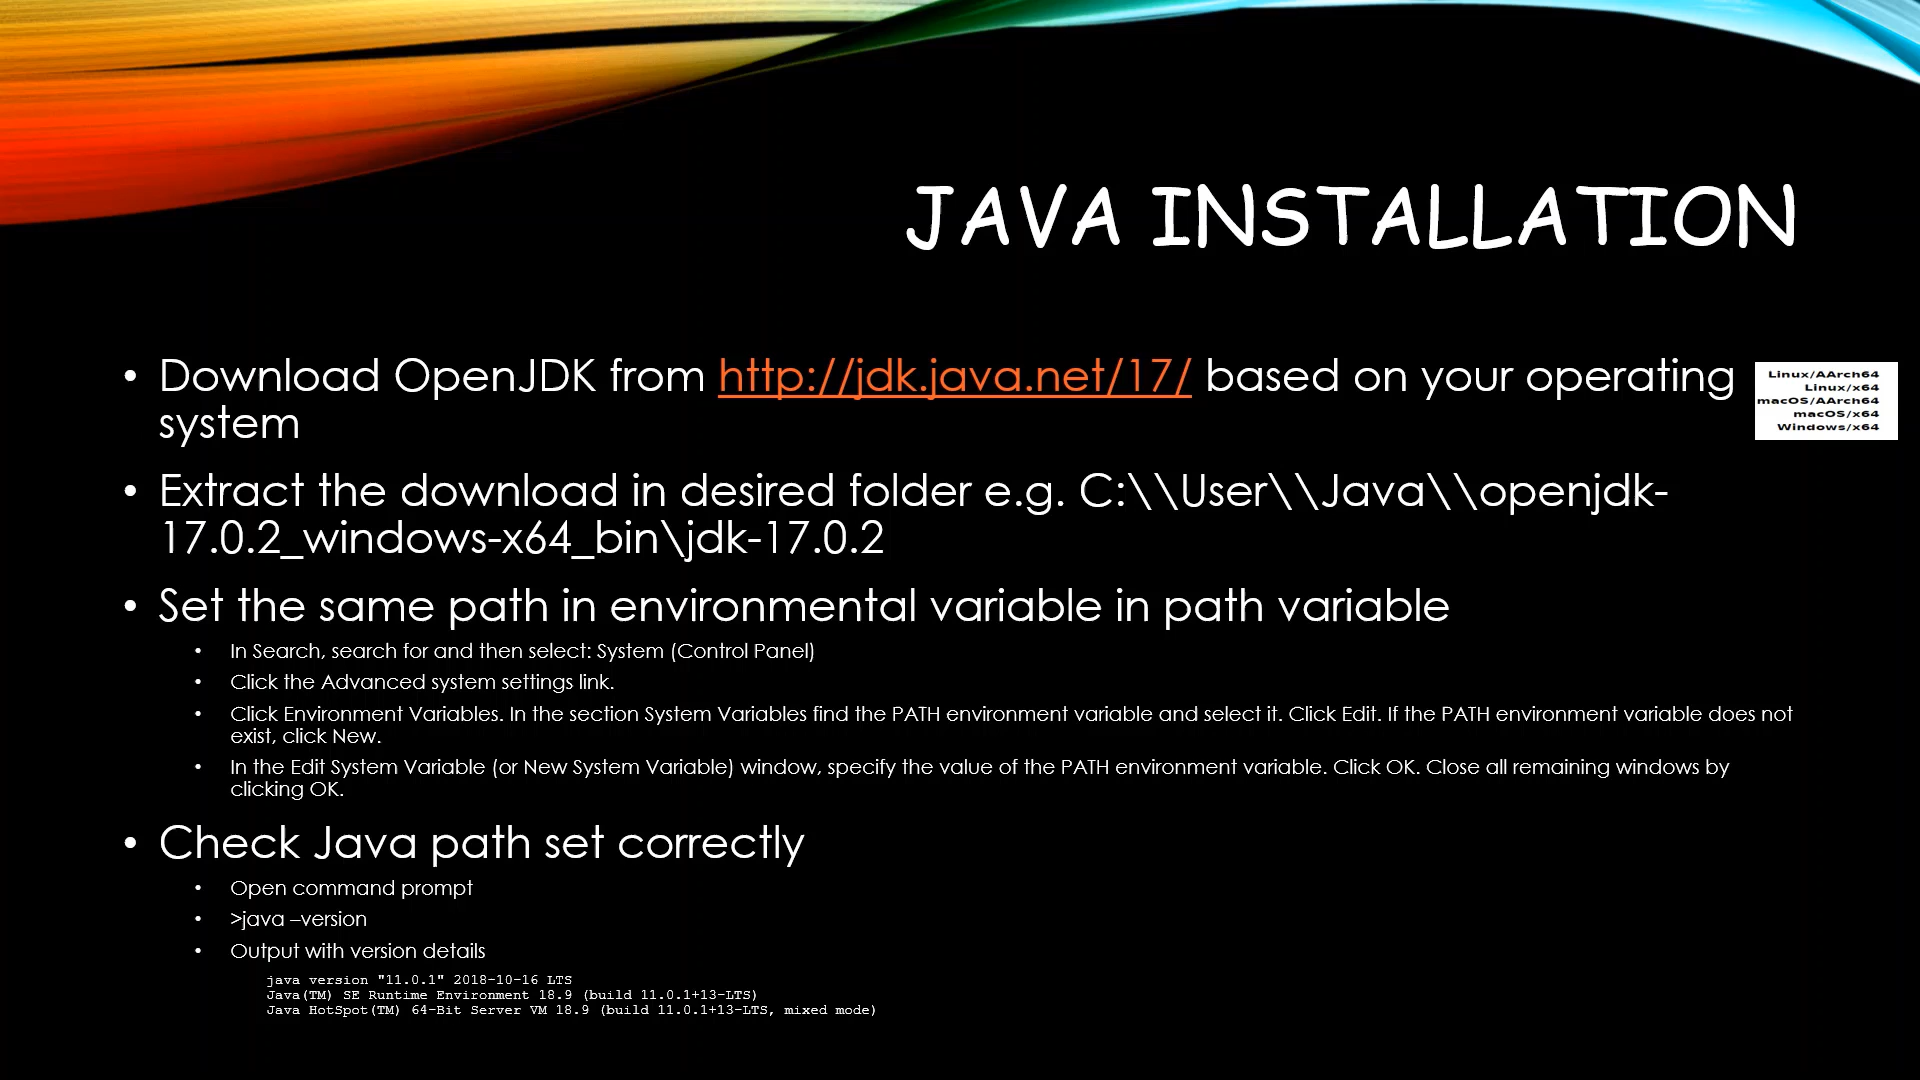 JAVA INSTALLATION
• Download OpenJDK from http://jdk.java.net/17/ based on your operating
system
Linux/AArch64
Linux/x64
macOS/AArch64
macOS/x64
Windows/x64
• Extract the download in desired folder e.g. C:\\User\\Java\\openjdk-
17.0.2_windows-x64_bin\jdk-17.0.2
• Set the same path in environmental variable in path variable
• In Search, search for and then select: System (Control Panel)
• Click the Advanced system settings link.
• Click Environment Variables. In the section System Variables find the PATH environment variable and select it. Click Edit. If the PATH environment variable does not
exist, click New.
• In the Edit System Variable (or New System Variable) window, specify the value of the PATH environment variable. Click OK. Close all remaining windows by
clicking OK.
• Check Java path set correctly
• Open command prompt
• >java –version
• Output with version details
java version "11.0.1" 2018-10-16 LTS
Java(TM) SE Runtime Environment 18.9 (build 11.0.1+13-LTS)
Java HotSpot(TM) 64-Bit Server VM 18.9 (build 11.0.1+13-LTS, mixed mode)